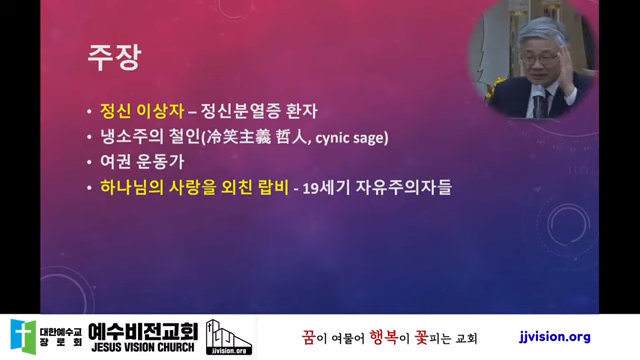 주장
• 정신 이상자 – 정신분열증 환자
• 냉소주의 철인(冷笑主義 哲人, cynic sage)
• 여권 운동가
• 하나님의 사랑을 외친 랍비 - 19세기 자유주의자들
대한예수교
장로회
예수비전교회
JESUS VISION CHURCH
jjvision.org
꿈이 여물어 행복이 꽃피는 교회
jjvision.org